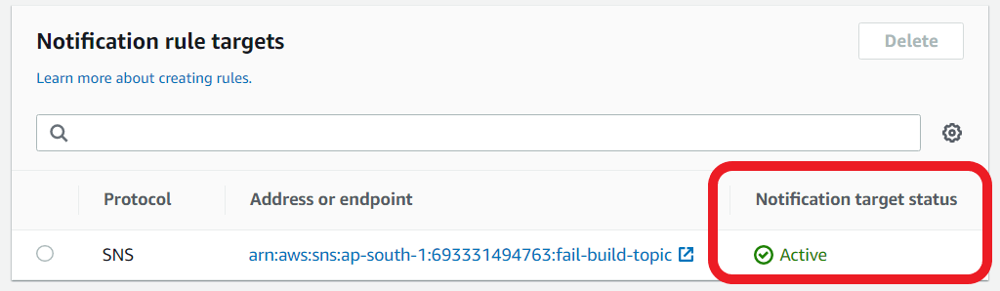 Notification rule targets
Delete
Learn more about creating rules.
Protocol
Address or endpoint
Notification target status
SNS
arn:aws:sns:ap-south-1:693331494763:fail-build-topic
Active